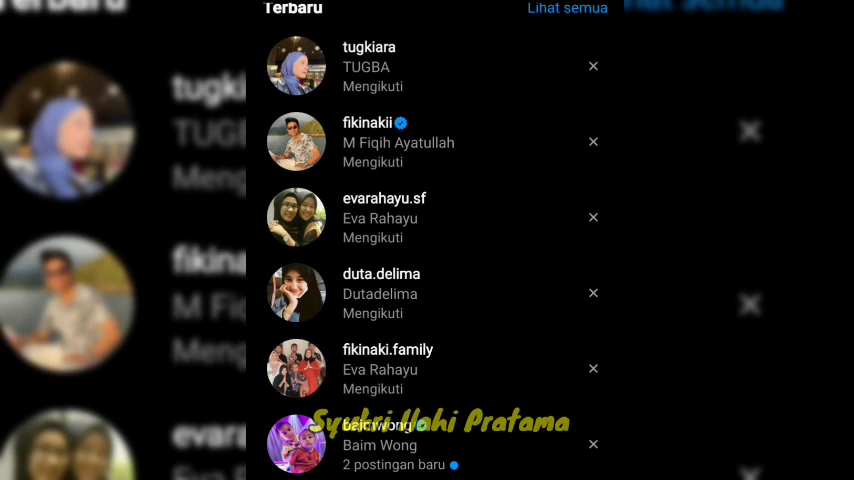 Terbaru
Lihat semua
tugkiara
TUGBA
Mengikuti
fikinakii
M Fiqih Ayatullah
Mengikuti
evarahayu.sf
Eva Rahayu
Mengikuti
duta.delima
Dutadelima
Mengikuti
fikinaki.family
Eva Rahayu
Mengikuti
baimwong
Syukri Ilahi Pratama
Baim Wong
2 postingan baru